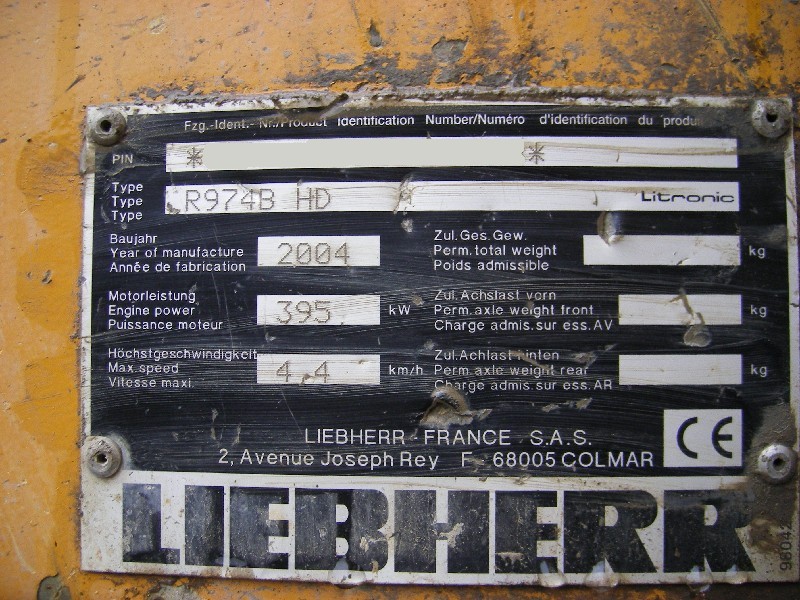 Fzg.-Ident.-Nr./Product Identification Number/Numéro d'identification du produit
PIN * *
Type
Type R974B HD Litronic
Type
Baujahr
Year of manufacture 2004
Année de fabrication
Zul.Ges.Gew.
Perm.total weight kg
Poids admissible
Motorleistung
Engine power 395 kW
Puissance moteur
Zul.Achslast vorn
Perm.axle weight front kg
Charge admis.sur ess.AV
Höchstgeschwindigkeit
Max.speed 4.4 km/h
Vitesse maxi.
Zul.Achlast hinten
Perm.axle weight rear kg
Charge admis.sur ess.AR
LIEBHERR-FRANCE S.A.S.
2, Avenue Joseph Rey F-68005 COLMAR
CE
LIEBHERR